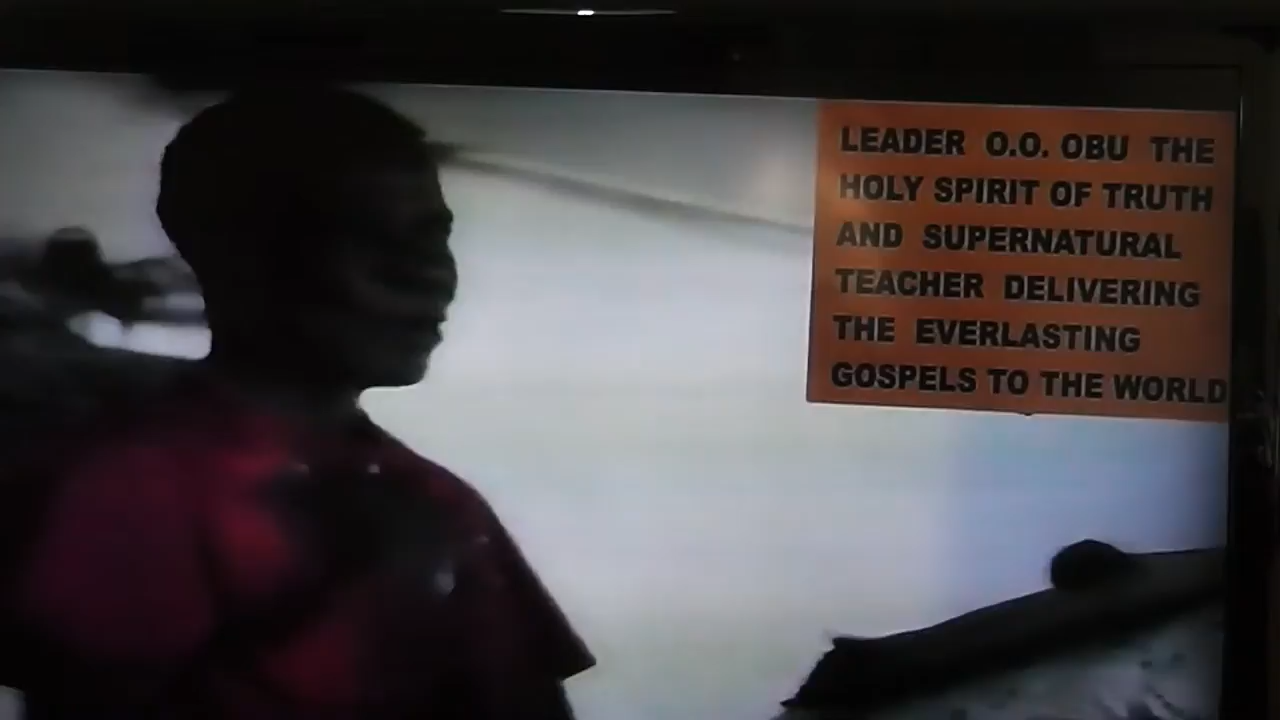 LEADER O.O. OBU THE
HOLY SPIRIT OF TRUTH
AND SUPERNATURAL
TEACHER DELIVERING
THE EVERLASTING
GOSPELS TO THE WORLD